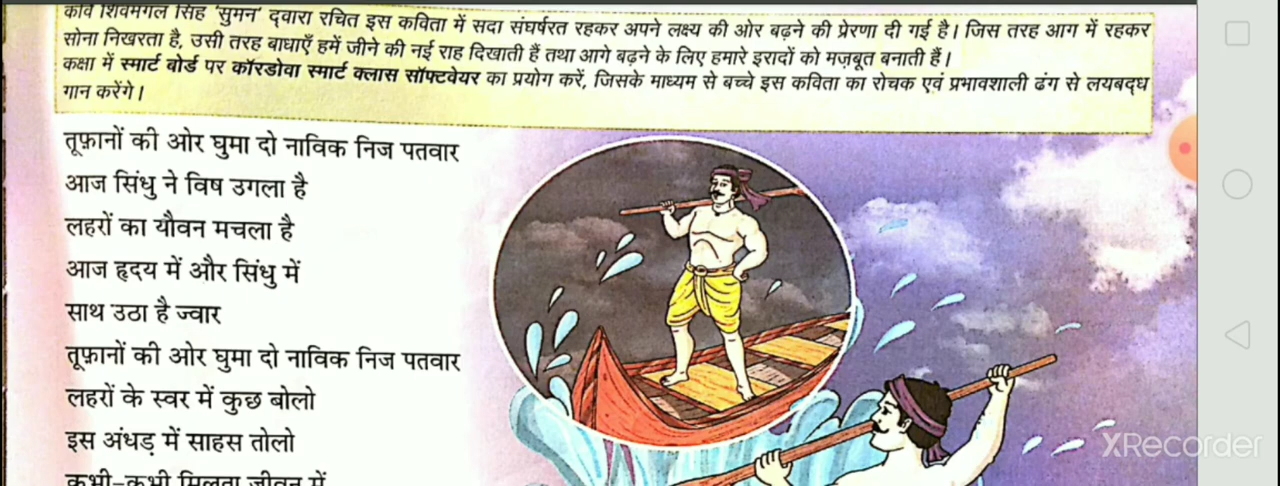 कवि शिवमंगल सिंह 'सुमन' द्वारा रचित इस कविता में सदा संघर्षरत रहकर अपने लक्ष्य की ओर बढ़ने की प्रेरणा दी गई है। जिस तरह आग में रहकर
सोना निखरता है, उसी तरह बाधाएँ हमें जीने की नई राह दिखाती हैं तथा आगे बढ़ने के लिए हमारे इरादों को मज़बूत बनाती हैं।
कक्षा में स्मार्ट बोर्ड पर कॉरडोवा स्मार्ट क्लास सॉफ्टवेयर का प्रयोग करें, जिसके माध्यम से बच्चे इस कविता का रोचक एवं प्रभावशाली ढंग से लयबद्ध
गान करेंगे।
तूफ़ानों की ओर घुमा दो नाविक निज पतवार
आज सिंधु ने विष उगला है
लहरों का यौवन मचला है
आज हृदय में और सिंधु में
साथ उठा है ज्वार
तूफ़ानों की ओर घुमा दो नाविक निज पतवार
लहरों के स्वर में कुछ बोलो
इस अंधड़ में साहस तोलो
कभी-कभी मिलता जीवन में
XRecorder